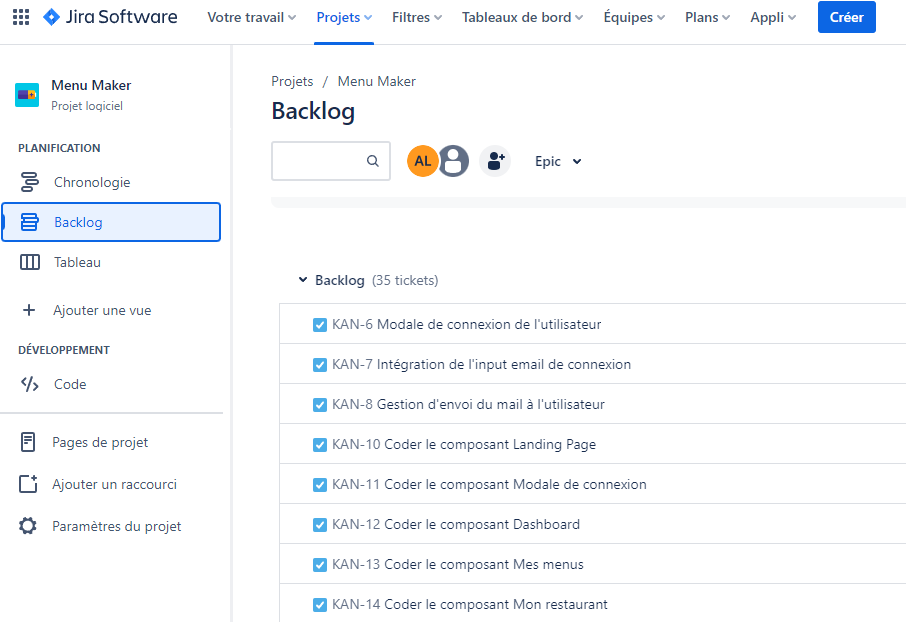 Jira Software Votre travail Projets Filtres Tableaux de bord Équipes Plans Appli Créer
Menu Maker
Projet logiciel
PLANIFICATION
Chronologie
Backlog
Tableau
Ajouter une vue
DÉVELOPPEMENT
Code
Pages de projet
Ajouter un raccourci
Paramètres du projet
Projets / Menu Maker
Backlog
AL Epic
Backlog (35 tickets)
KAN-6 Modale de connexion de l'utilisateur
KAN-7 Intégration de l'input email de connexion
KAN-8 Gestion d'envoi du mail à l'utilisateur
KAN-10 Coder le composant Landing Page
KAN-11 Coder le composant Modale de connexion
KAN-12 Coder le composant Dashboard
KAN-13 Coder le composant Mes menus
KAN-14 Coder le composant Mon restaurant